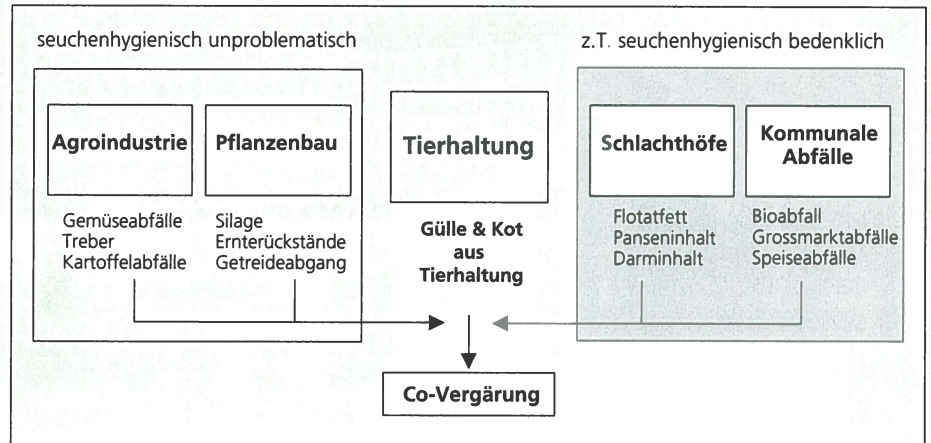 seuchenhygienisch unproblematisch
z.T. seuchenhygienisch bedenklich
Agroindustrie
Pflanzenbau
Tierhaltung
Schlachthöfe
Kommunale
Abfälle
Gemüseabfälle
Treber
Kartoffelabfälle
Silage
Ernterückstände
Getreideabgang
Gülle & Kot
aus
Tierhaltung
Flotatfett
Panseninhalt
Darminhalt
Bioabfall
Grossmarktabfälle
Speiseabfälle
Co-Vergärung